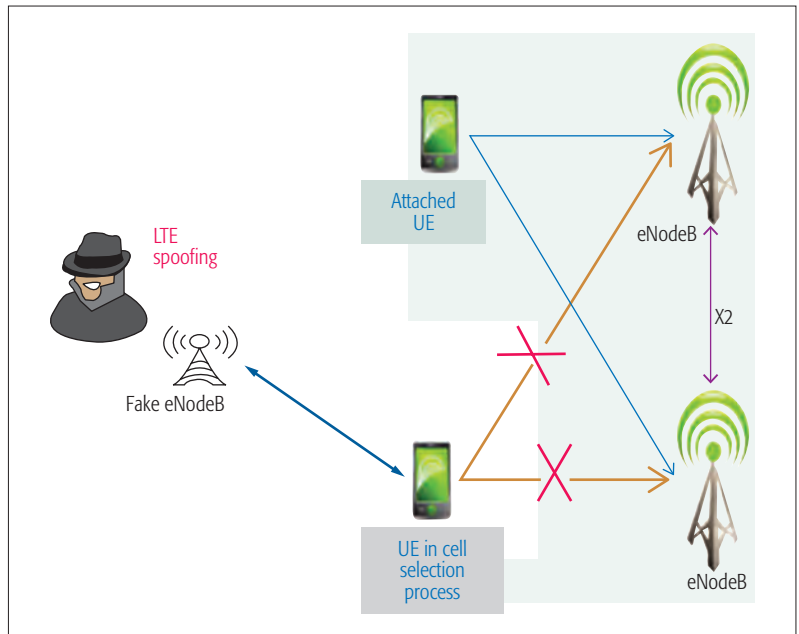 Attached
UE
LTE
spoofing
eNodeB
X2
Fake eNodeB
UE in cell
selection
process
eNodeB